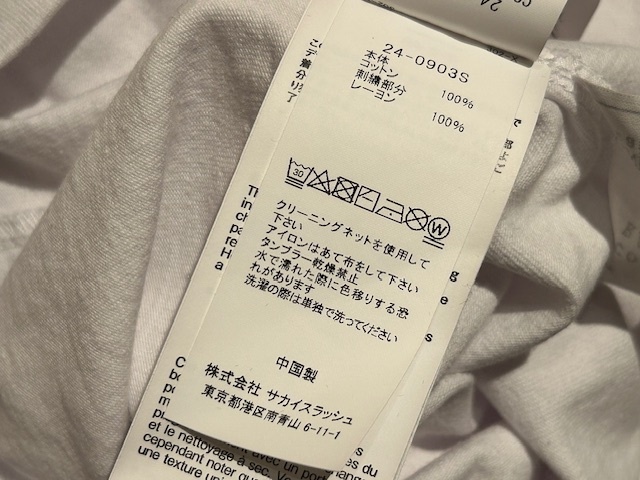 24-0903S
本体
コットン 100%
刺繍部分
レーヨン 100%
30
W
クリーニングネットを使用して
下さい
アイロンはあて布をして下さい
タンブラー乾燥禁止
水で濡れた際に色移りする恐
れがあります
洗濯の際は単独で洗ってください
中国製
株式会社 サカイスラッシュ
東京都港区南青山 6-11-1
et le nettoyage à sec.
cependant noter que
une texture